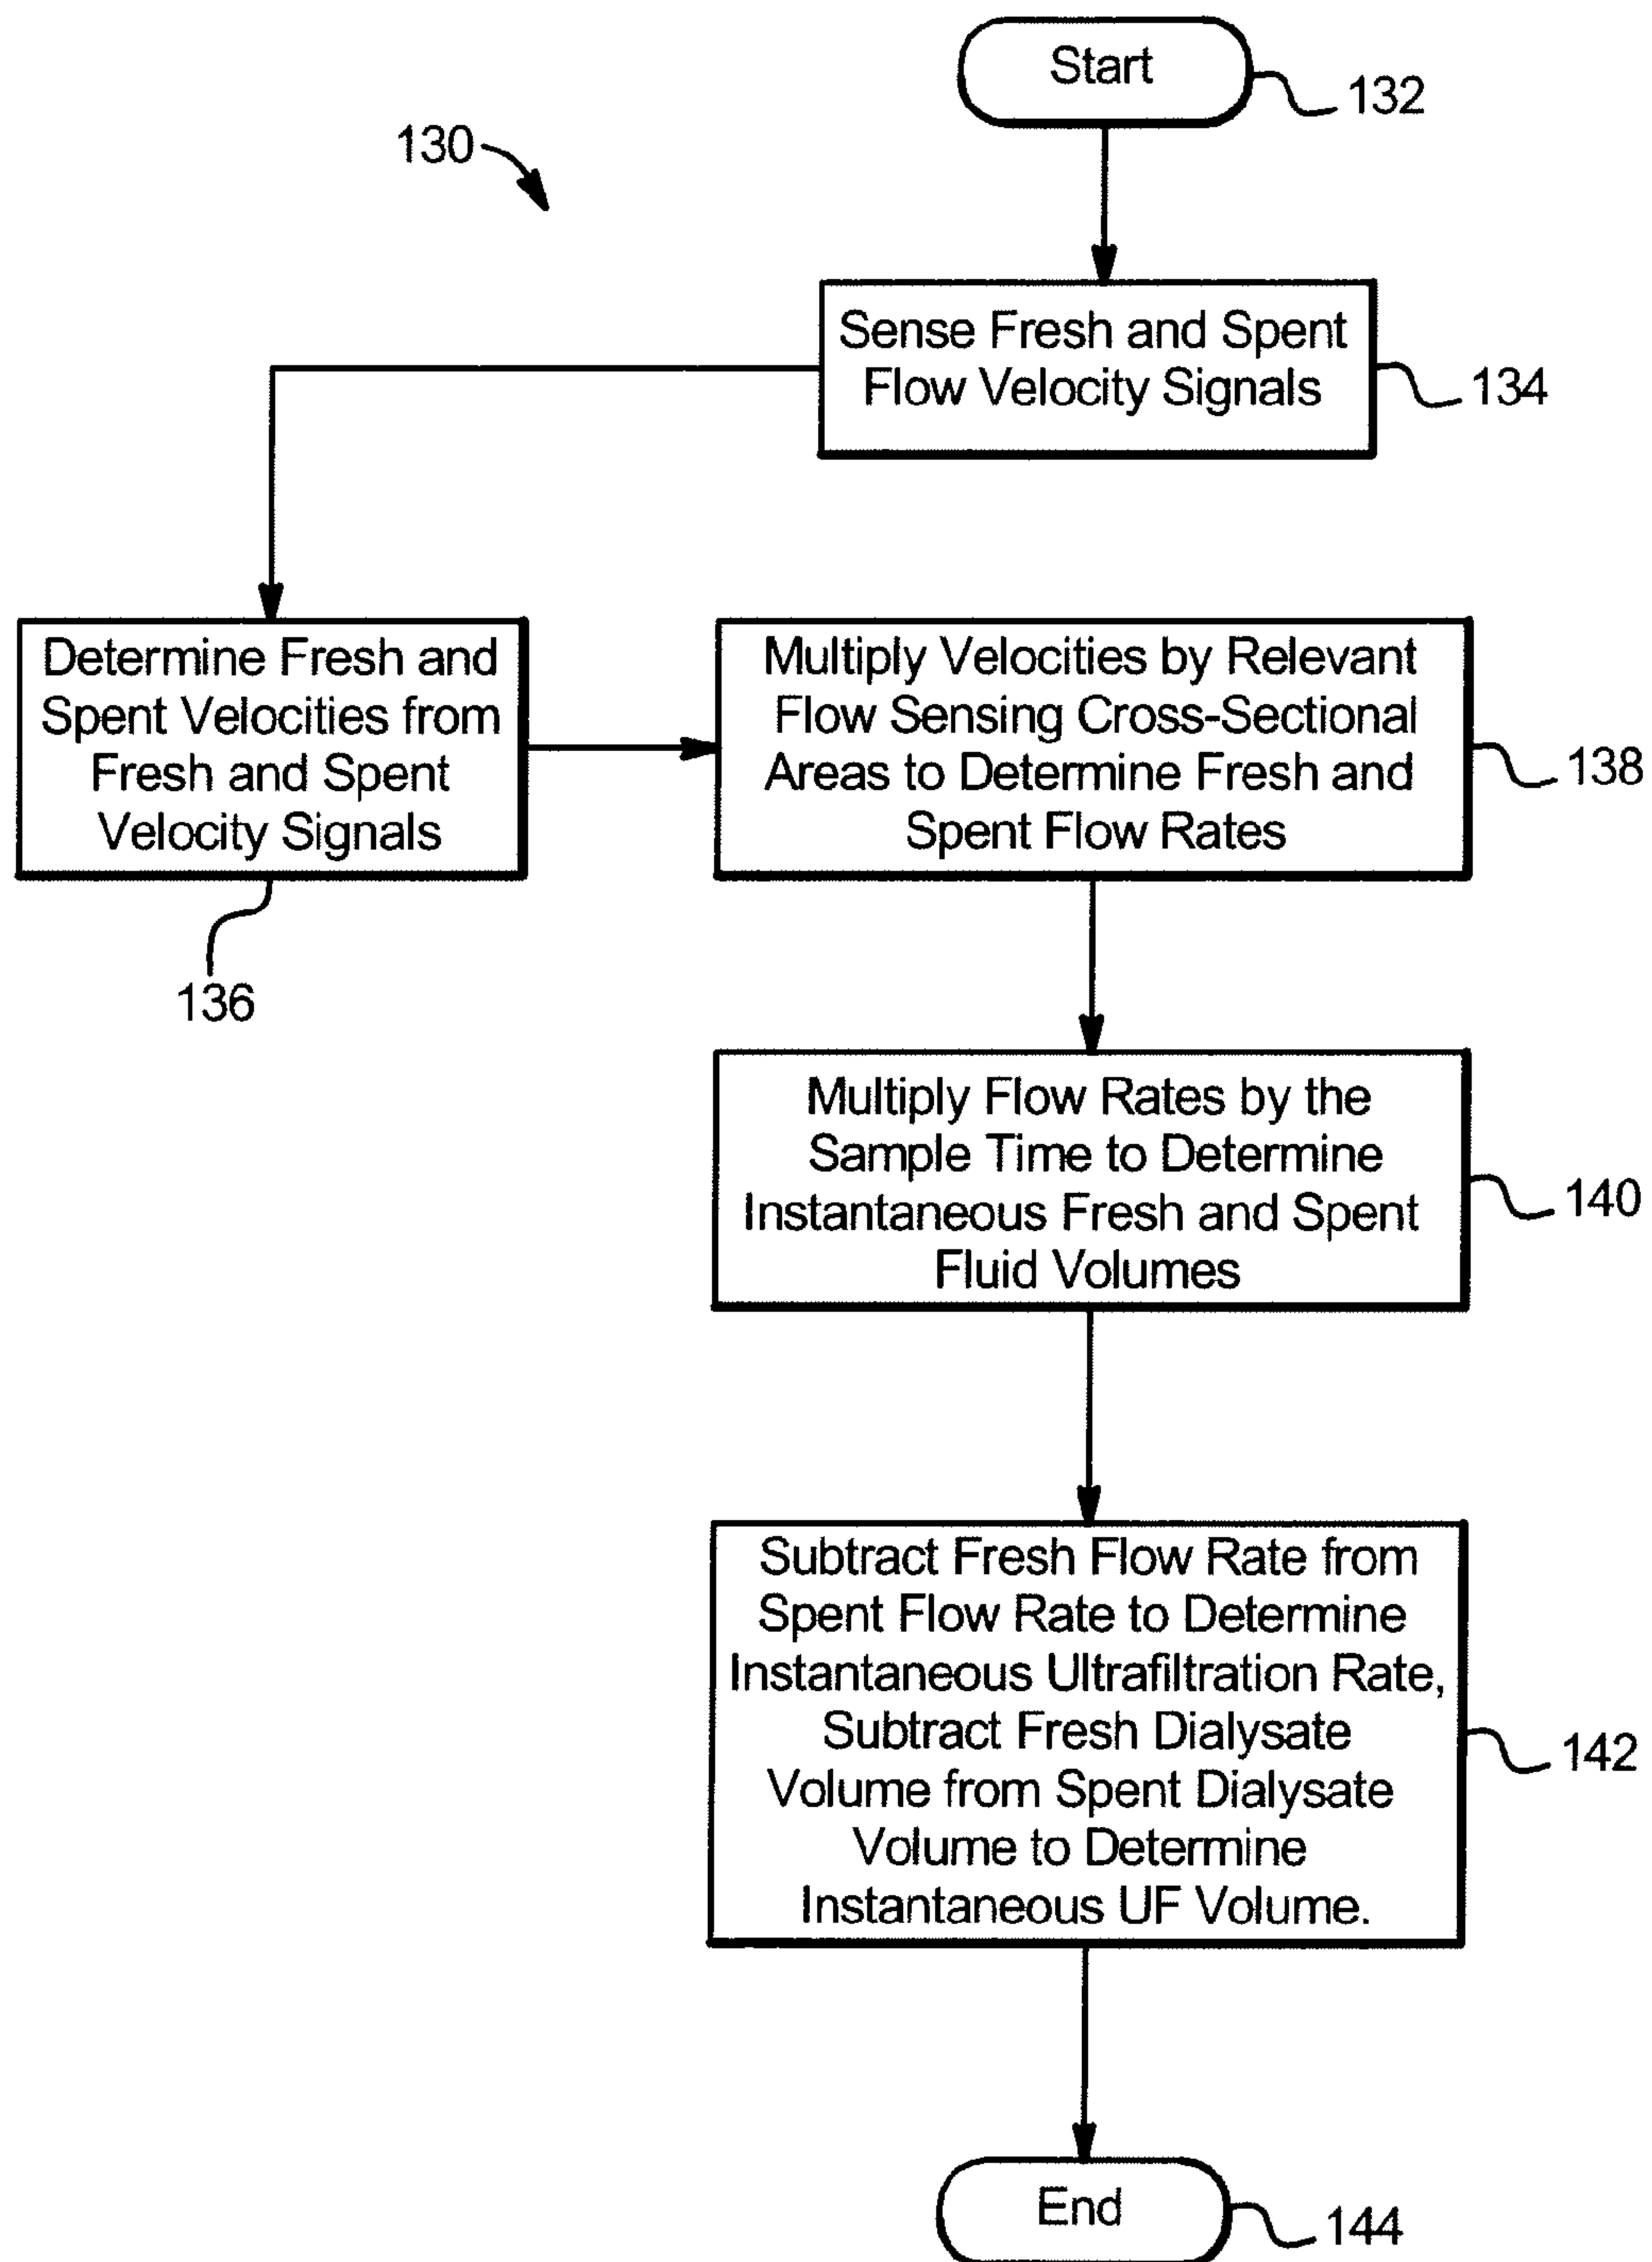 Start
132
130
Sense Fresh and Spent
Flow Velocity Signals
134
Determine Fresh and
Spent Velocities from
Fresh and Spent
Velocity Signals
136
Multiply Velocities by Relevant
Flow Sensing Cross-Sectional
Areas to Determine Fresh and
Spent Flow Rates
138
Multiply Flow Rates by the
Sample Time to Determine
Instantaneous Fresh and Spent
Fluid Volumes
140
Subtract Fresh Flow Rate from
Spent Flow Rate to Determine
Instantaneous Ultrafiltration Rate,
Subtract Fresh Dialysate
Volume from Spent Dialysate
Volume to Determine
Instantaneous UF Volume.
142
End
144